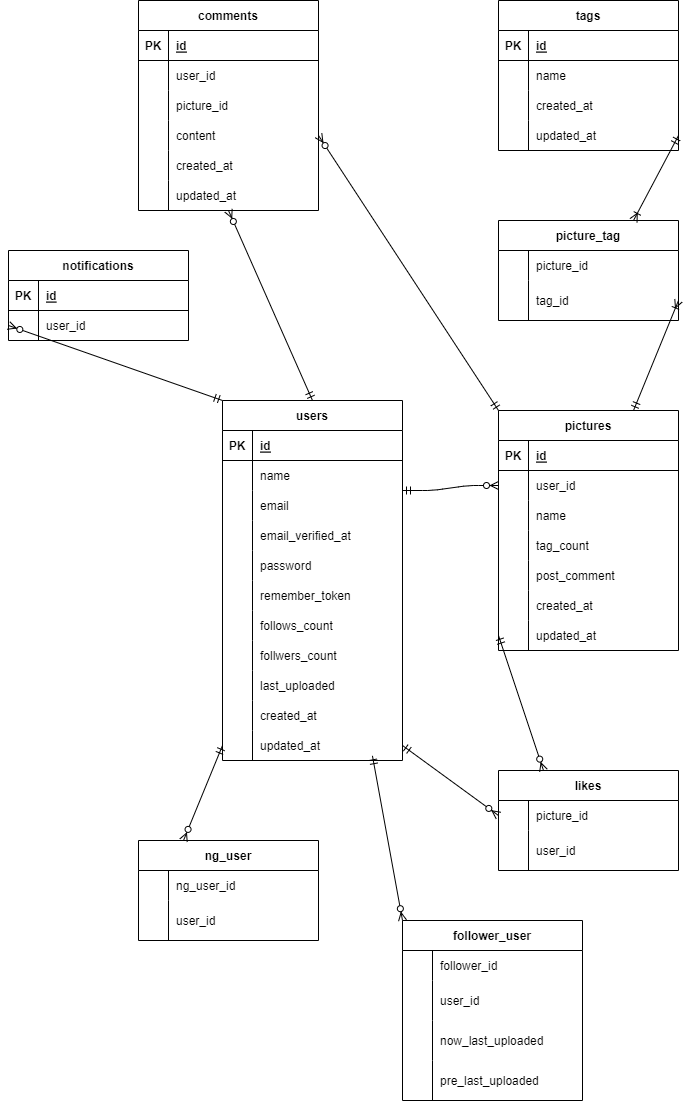 comments
PK id
user_id
picture_id
content
created_at
updated_at
tags
PK id
name
created_at
updated_at
picture_tag
picture_id
tag_id
notifications
PK id
user_id
users
PK id
name
email
email_verified_at
password
remember_token
follows_count
follwers_count
last_uploaded
created_at
updated_at
pictures
PK id
user_id
name
tag_count
post_comment
created_at
updated_at
likes
picture_id
user_id
ng_user
ng_user_id
user_id
follower_user
follower_id
user_id
now_last_uploaded
pre_last_uploaded